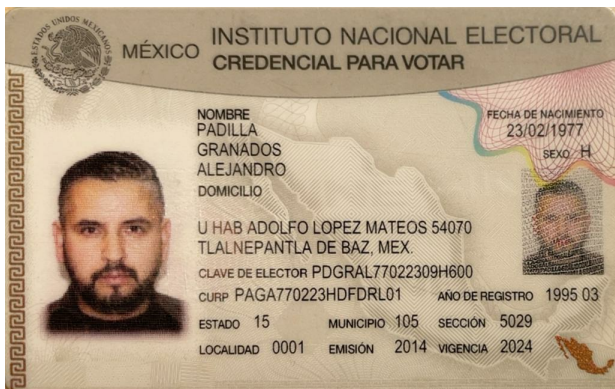 ESTADOS UNIDOS MEXICANOS
MÉXICO INSTITUTO NACIONAL ELECTORAL
CREDENCIAL PARA VOTAR
NOMBRE
PADILLA
GRANADOS
ALEJANDRO
FECHA DE NACIMIENTO
23/02/1977
SEXO H
DOMICILIO
U HAB ADOLFO LOPEZ MATEOS 54070
TLALNEPANTLA DE BAZ, MEX.
CLAVE DE ELECTOR PDGRAL77022309H600
CURP PAGA770223HDFDRL01 AÑO DE REGISTRO 1995 03
ESTADO 15 MUNICIPIO 105 SECCIÓN 5029
LOCALIDAD 0001 EMISIÓN 2014 VIGENCIA 2024